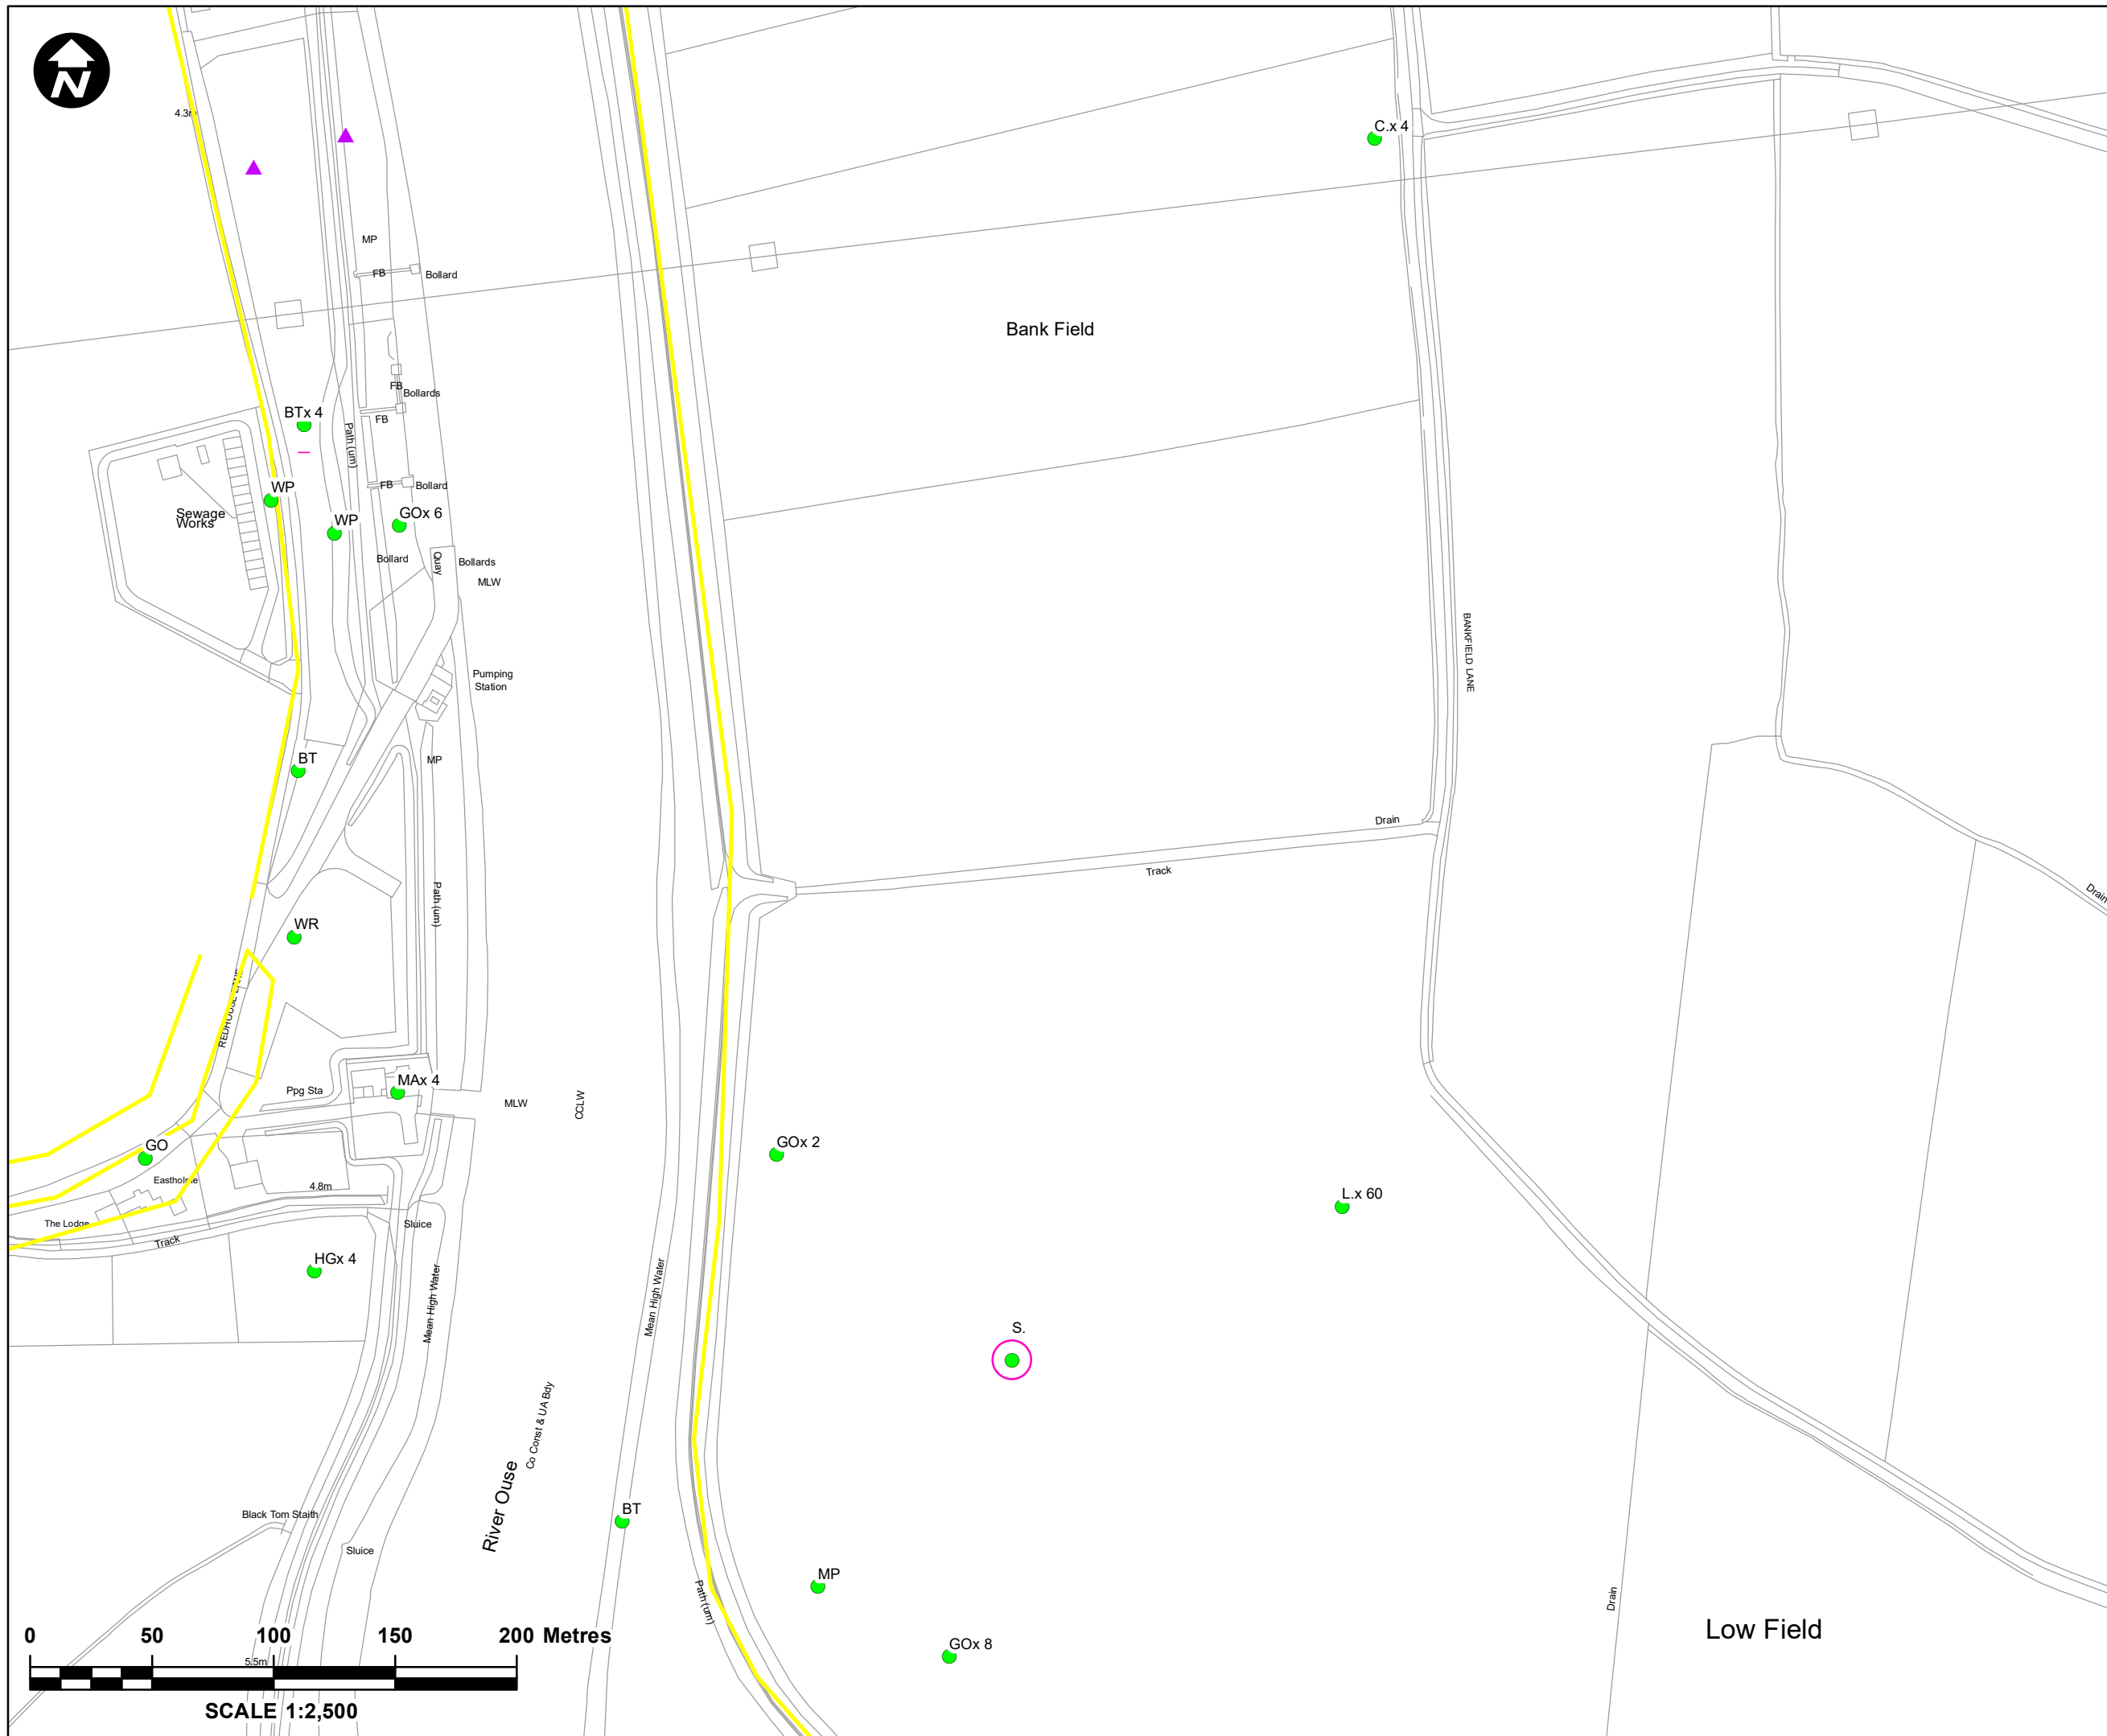 N
4.3m
C.x 4
MP
FB
Bollard
Bank Field
FB
Bollards
BTx 4
FB
Path (um)
WP
FB
Bollard
Sewage
Works
WP
GOx 6
Bollard
Quay
Bollards
MLW
BANKFIELD LANE
Pumping
Station
BT
MP
Drain
Track
Path (um)
Drain
WR
REDHOUSE
Ppg Sta
MAx 4
MLW
CCLW
GO
GOx 2
Eastholme
4.8m
L.x 60
The Lodge
Track
Sluice
HGx 4
Mean High Water
Mean High Water
S.
Co Const & UA Bdy
River Ouse
Black Tom Staith
BT
Sluice
MP
Path (um)
Drain
Low Field
GOx 8
0 50 100 150 200 Metres
5.5m
SCALE 1:2,500